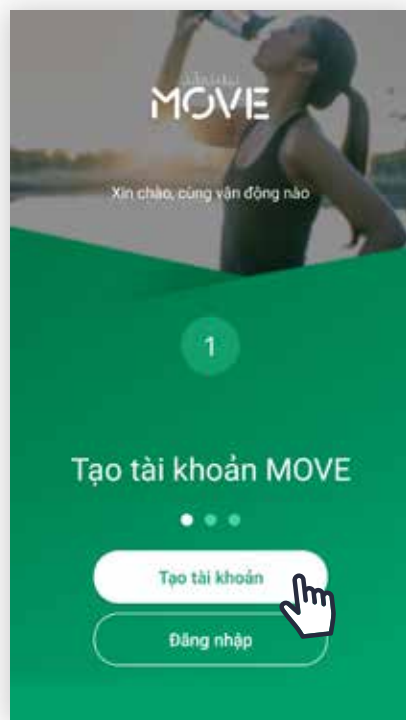 MOVE
Xin chào, cùng vận động nào
1
Tạo tài khoản MOVE
Tạo tài khoản
Đăng nhập